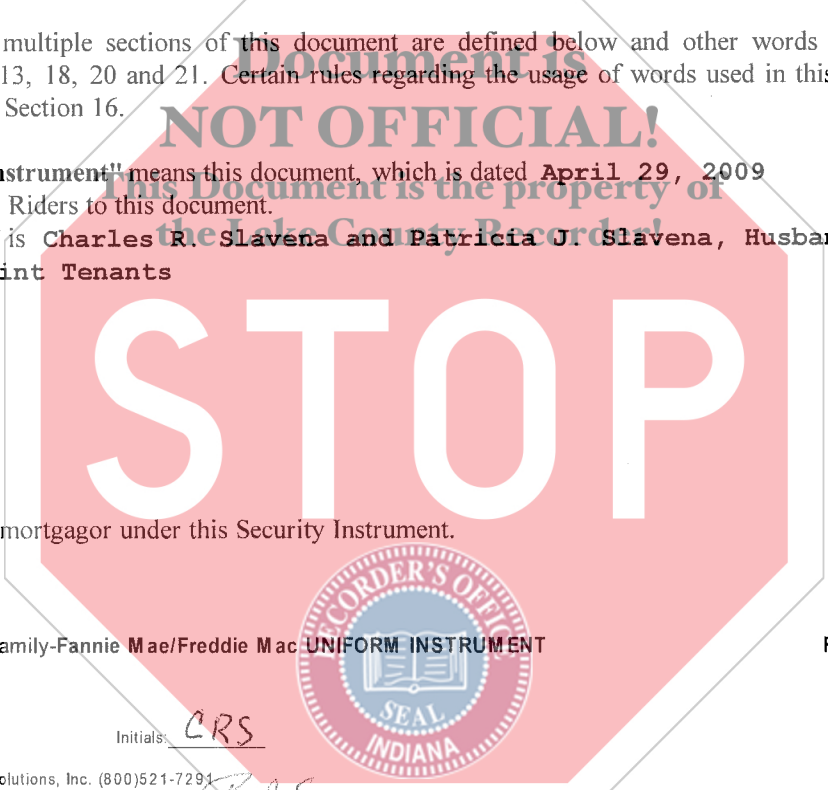 multiple sections of this document are defined below and other words
13, 18, 20 and 21. Certain rules regarding the usage of words used in this
Section 16.
Document is
NOT OFFICIAL!
This Document is the property of
the Lake County Recorder!
strument" means this document, which is dated April 29, 2009
Riders to this document.
is Charles R. Slavena and Patricia J. Slavena, Husban
int Tenants
STOP
mortgagor under this Security Instrument.
RECORDER'S OFFIC
SEAL
INDIANA
amily-Fannie Mae/Freddie Mac UNIFORM INSTRUMENT
Initials: CRS
olutions, Inc. (800)521-7291